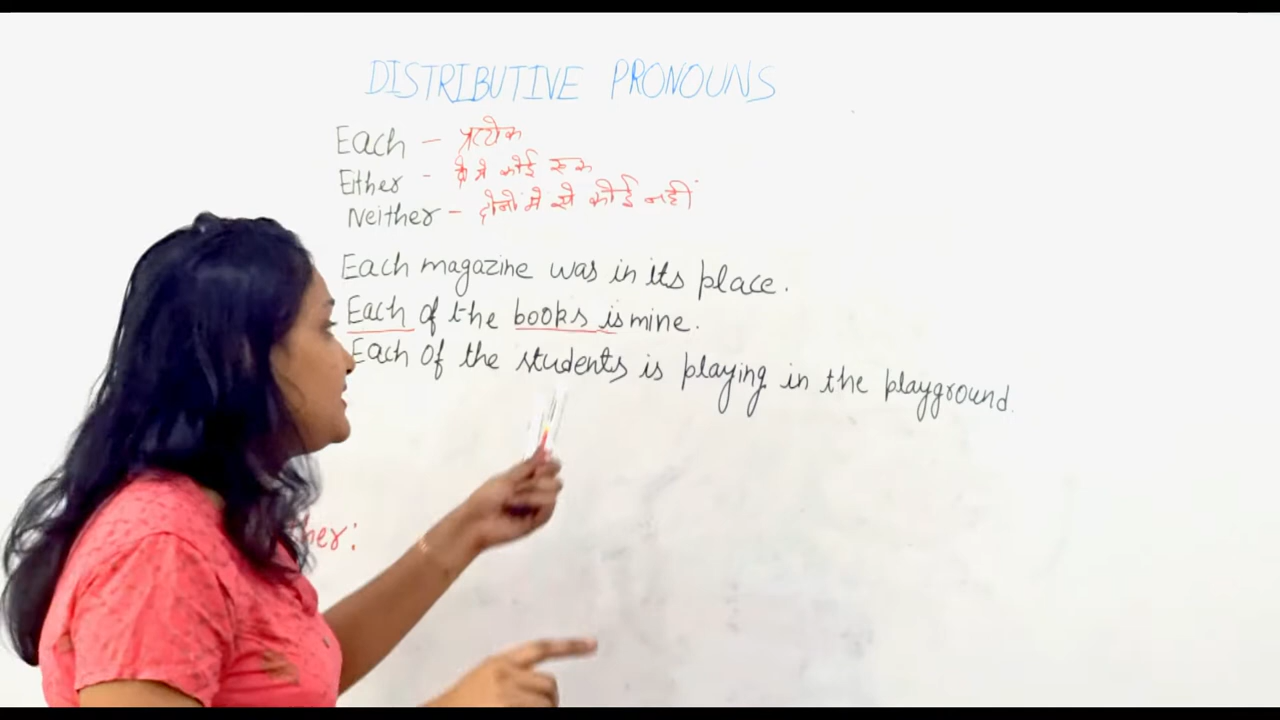 DISTRIBUTIVE PRONOUNS
Each - प्रत्येक
Either - में से कोई एक
Neither - दोनों में से कोई नहीं
Each magazine was in its place.
Each of the books is mine.
Each of the students is playing in the playground.
her: